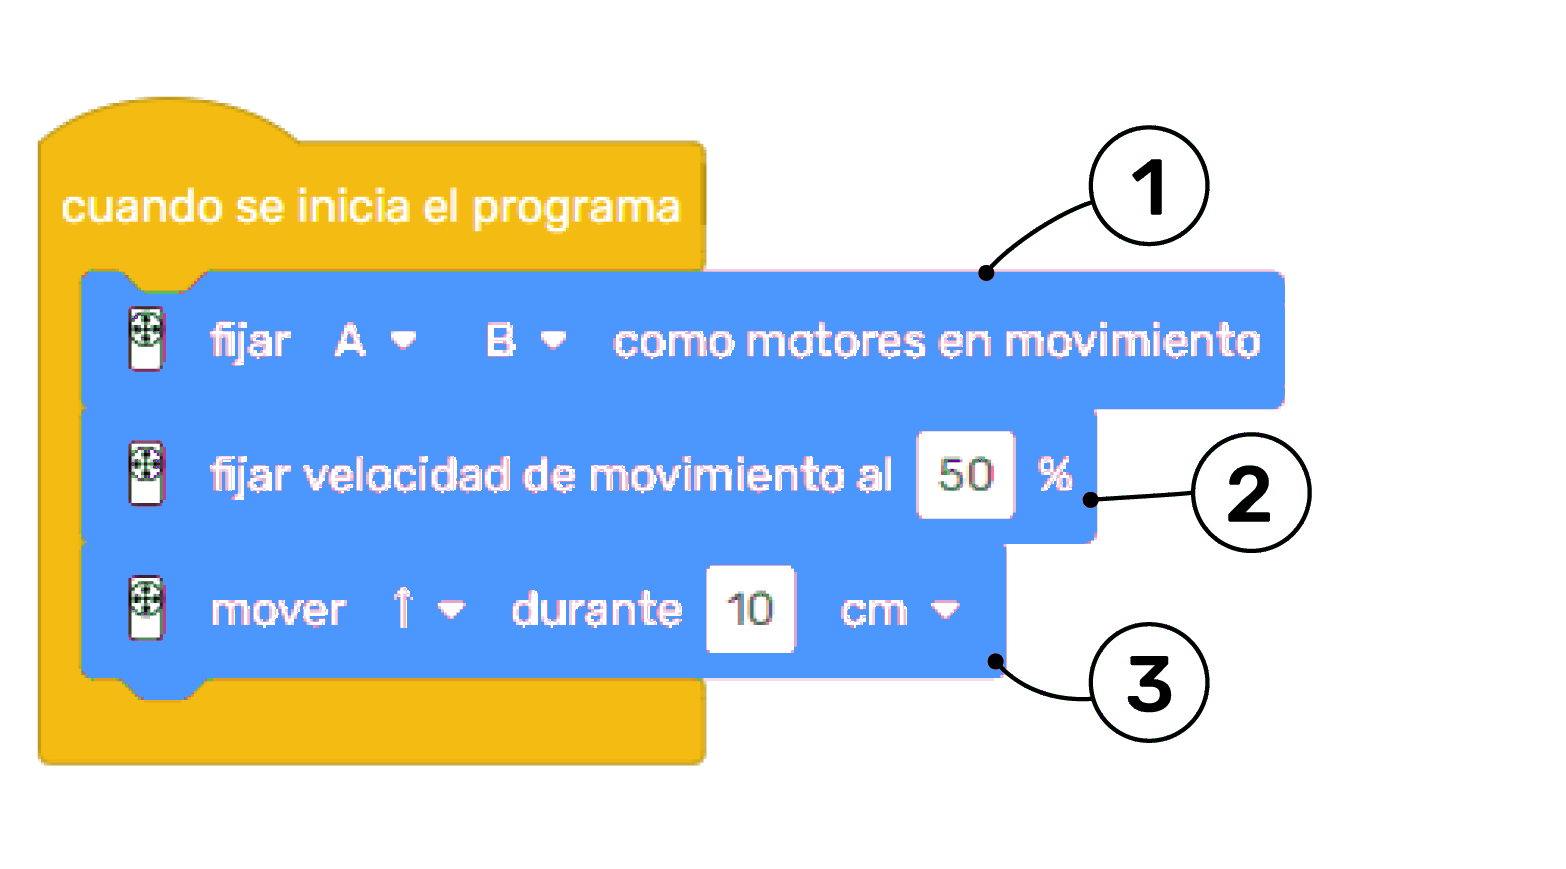 cuando se inicia el programa
1
fijar A B como motores en movimiento
fijar velocidad de movimiento al 50 %
2
mover ↑ durante 10 cm
3